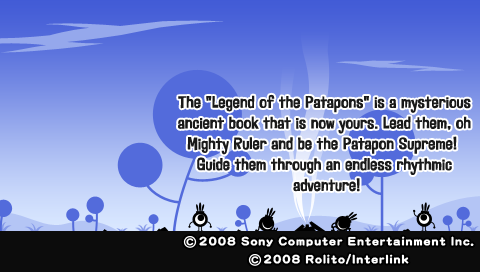 The "Legend of the Patapons" is a mysterious
ancient book that is now yours. Lead them, oh
Mighty Ruler and be the Patapon Supreme!
Guide them through an endless rhythmic
adventure!
©2008 Sony Computer Entertainment Inc.
©2008 Rolito/Interlink